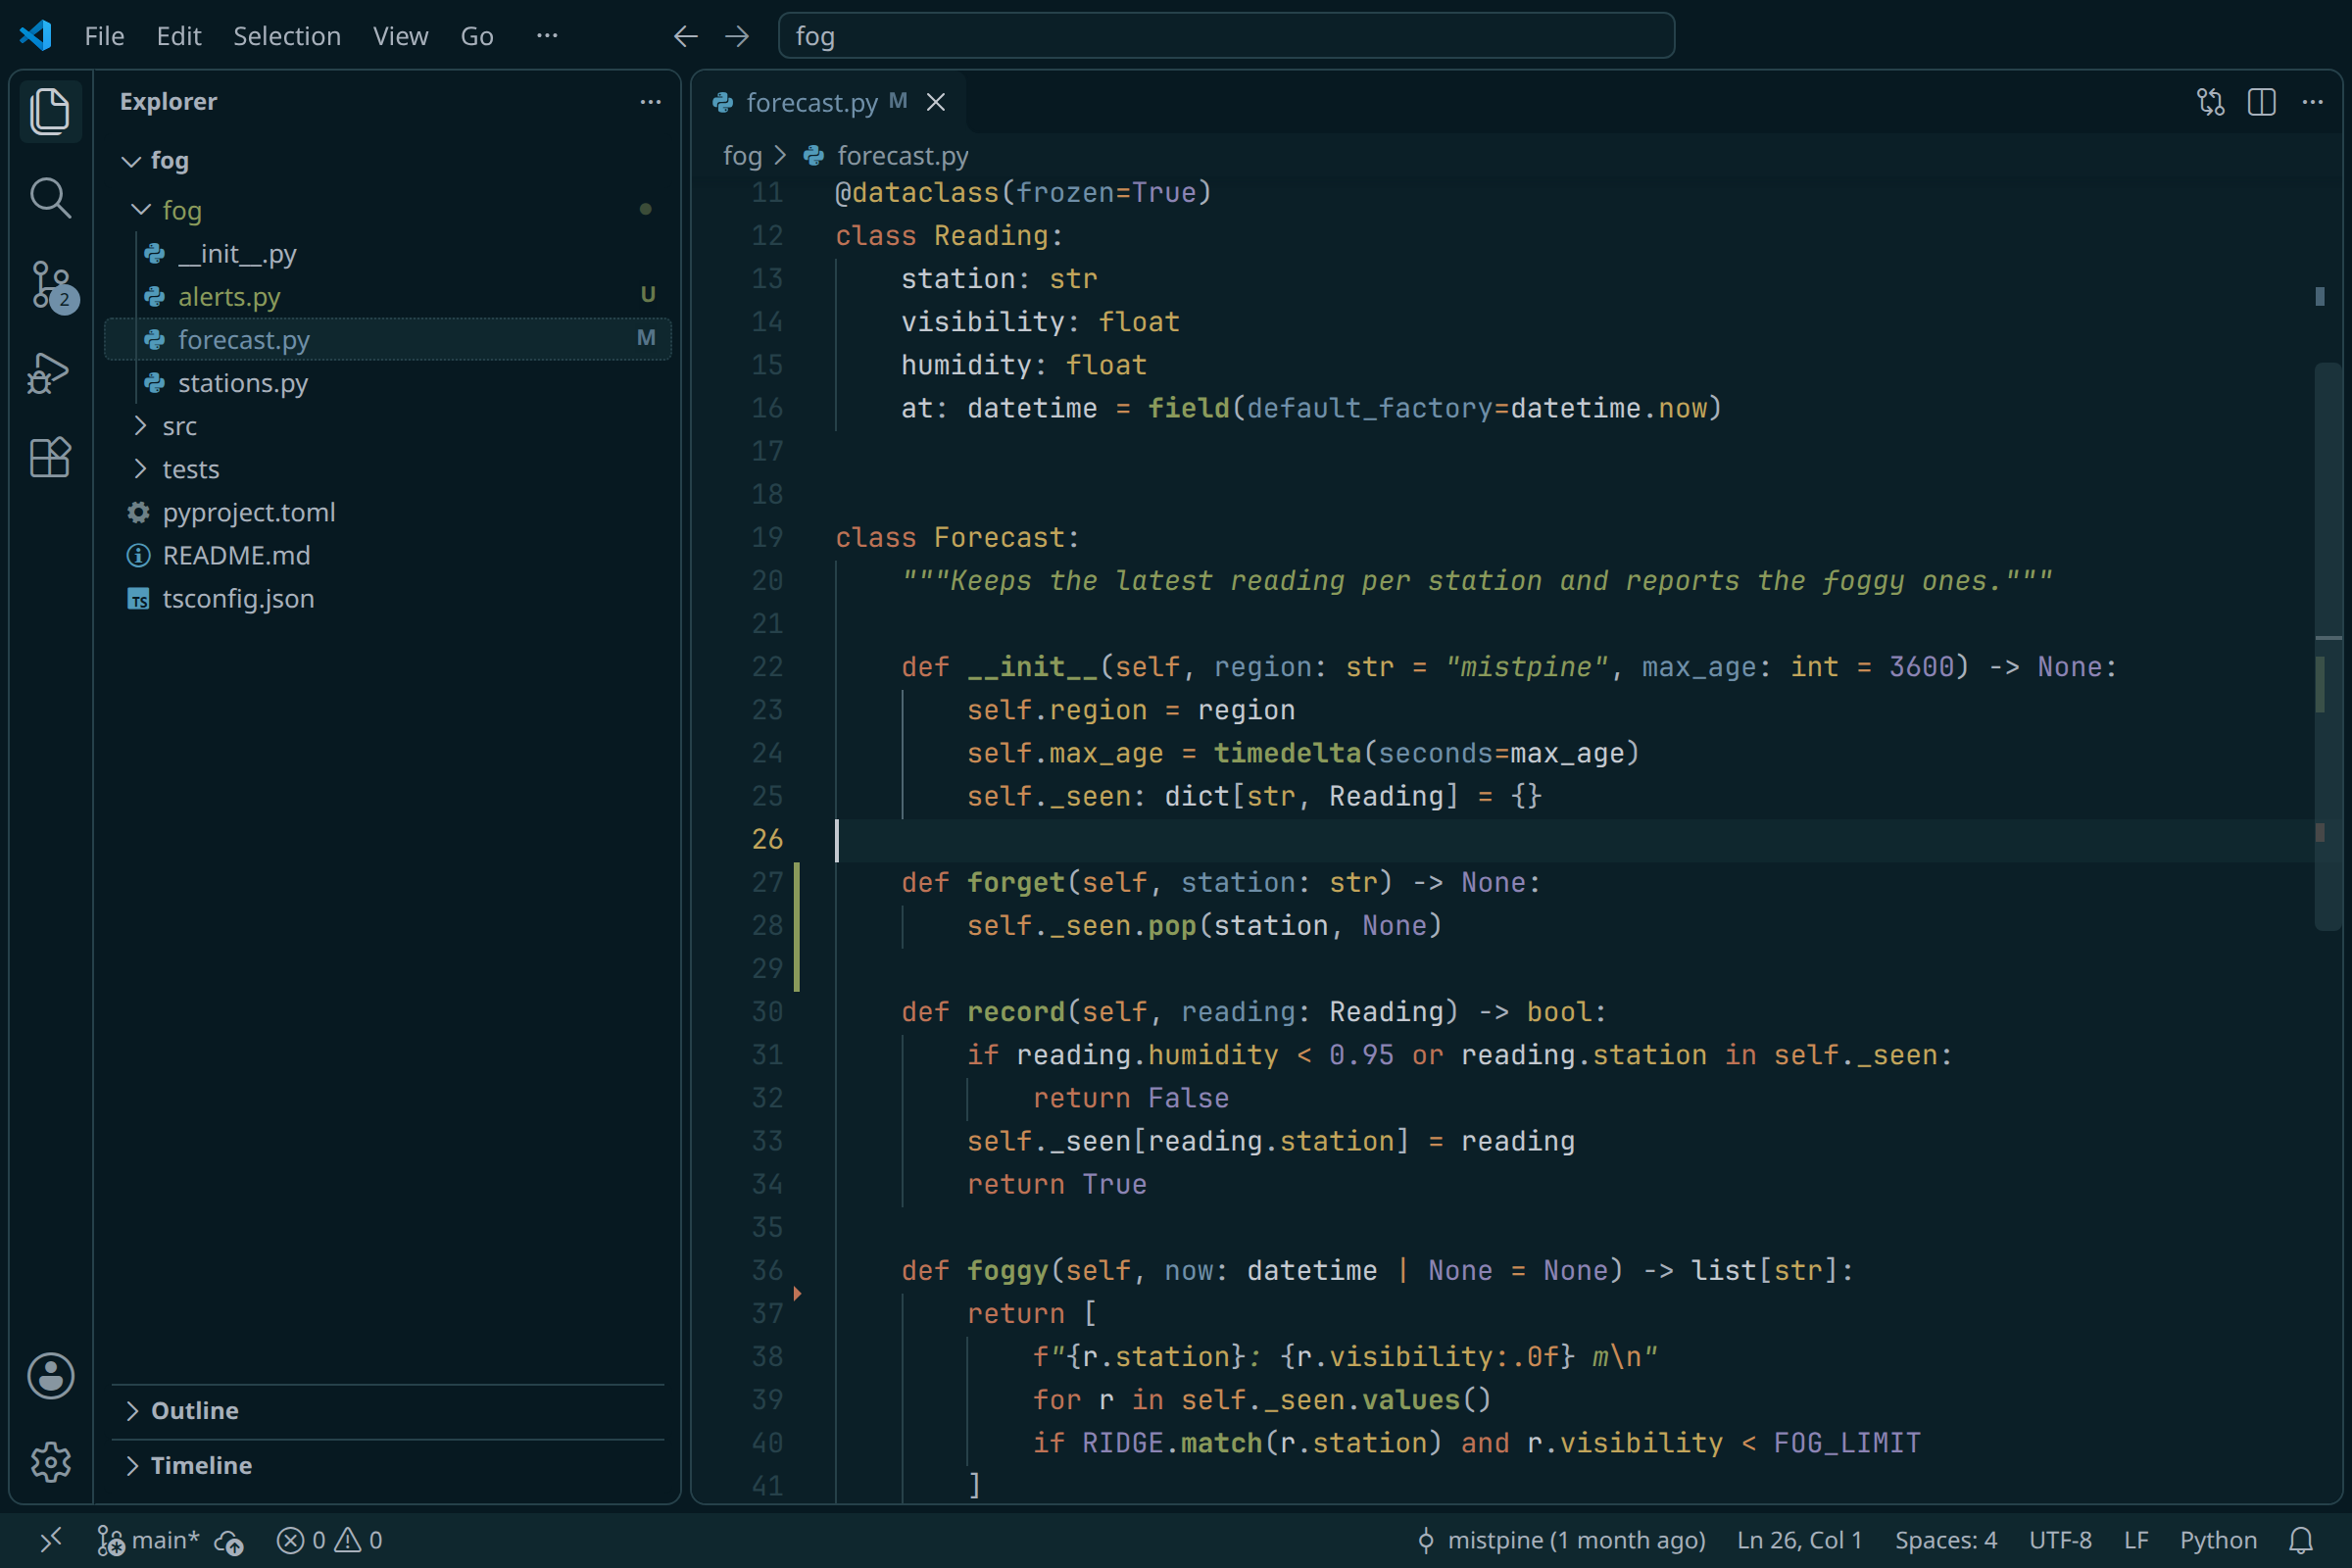 File Edit Selection View Go ···
fog
Explorer
fog
fog
__init__.py
alerts.py U
forecast.py M
stations.py
src
tests
pyproject.toml
README.md
tsconfig.json
Outline
Timeline
2
forecast.py M
fog > forecast.py
11 @dataclass(frozen=True)
12 class Reading:
13     station: str
14     visibility: float
15     humidity: float
16     at: datetime = field(default_factory=datetime.now)
17
18
19 class Forecast:
20     """Keeps the latest reading per station and reports the foggy ones."""
21
22     def __init__(self, region: str = "mistpine", max_age: int = 3600) -> None:
23         self.region = region
24         self.max_age = timedelta(seconds=max_age)
25         self._seen: dict[str, Reading] = {}
26
27     def forget(self, station: str) -> None:
28         self._seen.pop(station, None)
29
30     def record(self, reading: Reading) -> bool:
31         if reading.humidity < 0.95 or reading.station in self._seen:
32             return False
33         self._seen[reading.station] = reading
34         return True
35
36     def foggy(self, now: datetime | None = None) -> list[str]:
37         return [
38             f"{r.station}: {r.visibility:.0f} m\n"
39             for r in self._seen.values()
40             if RIDGE.match(r.station) and r.visibility < FOG_LIMIT
41         ]
main* 0 0 mistpine (1 month ago) Ln 26, Col 1 Spaces: 4 UTF-8 LF Python